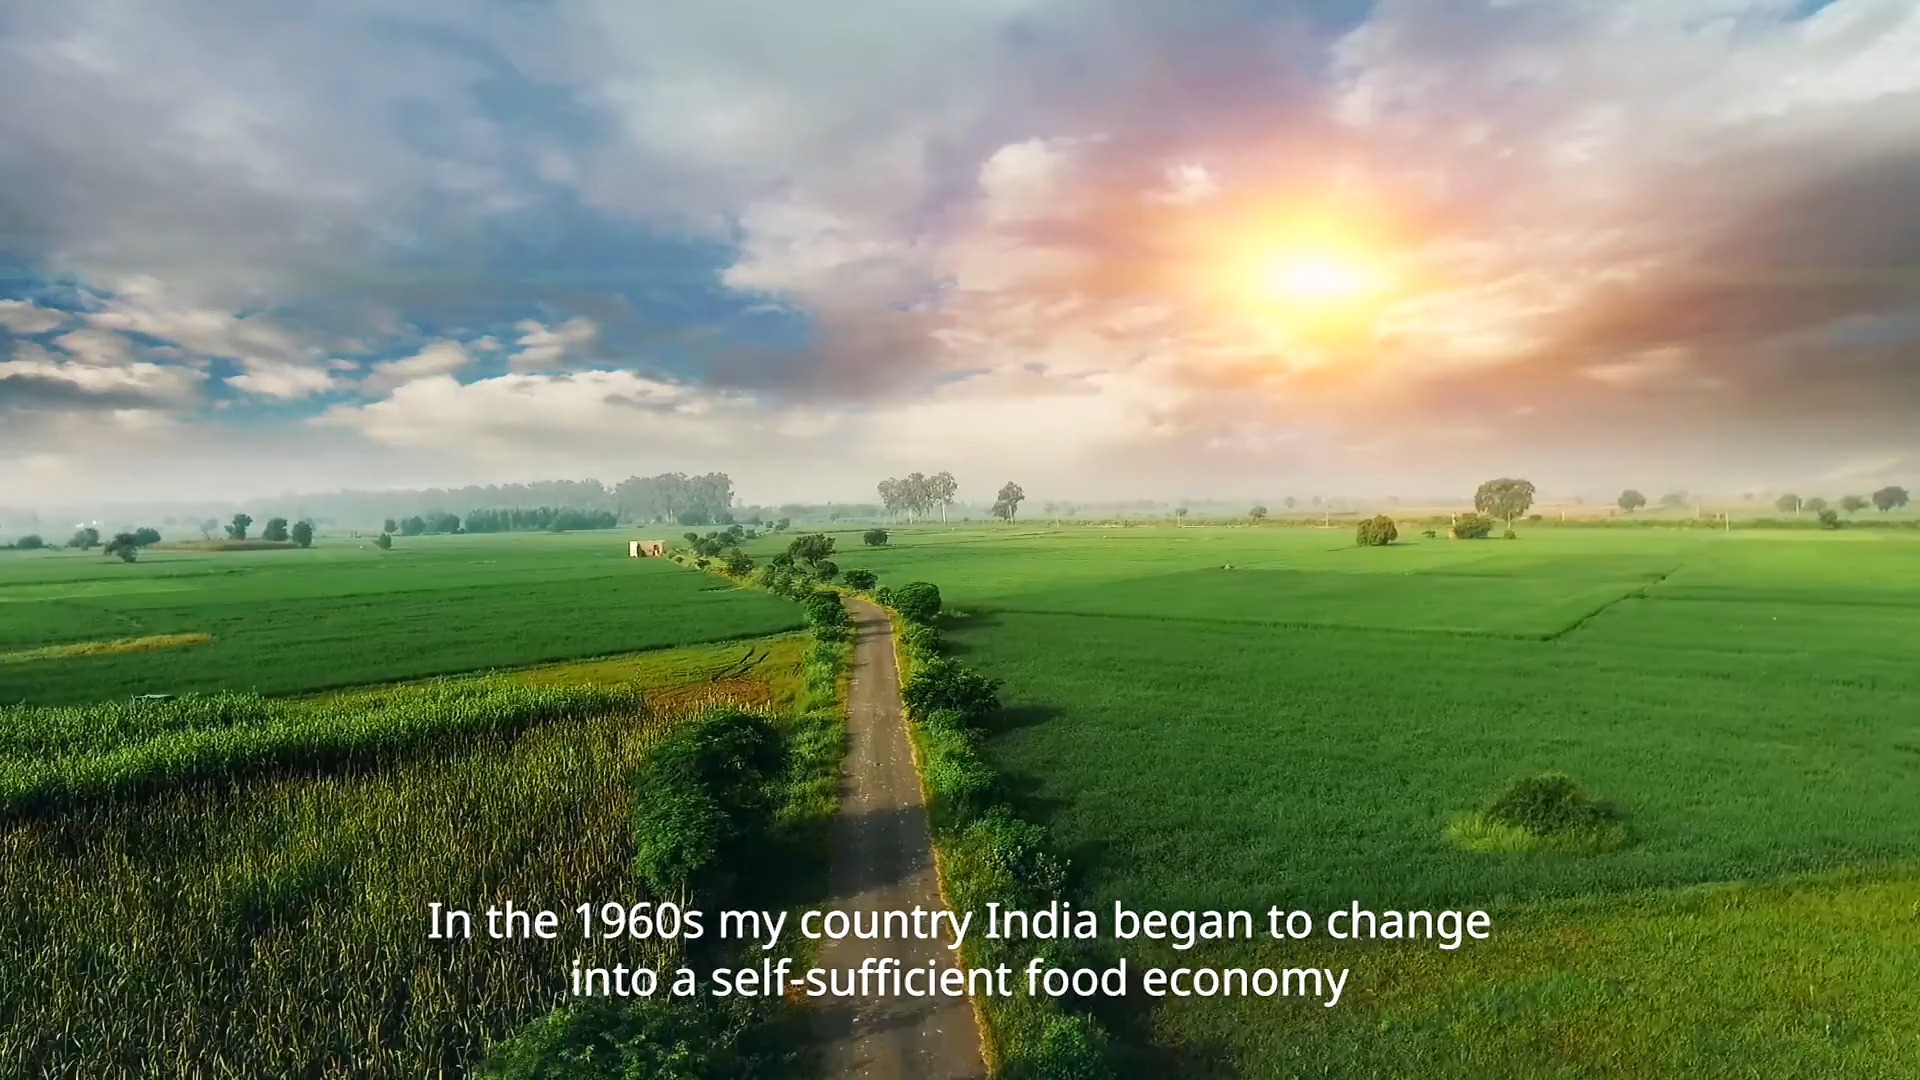 In the 1960s my country India began to change
into a self-sufficient food economy